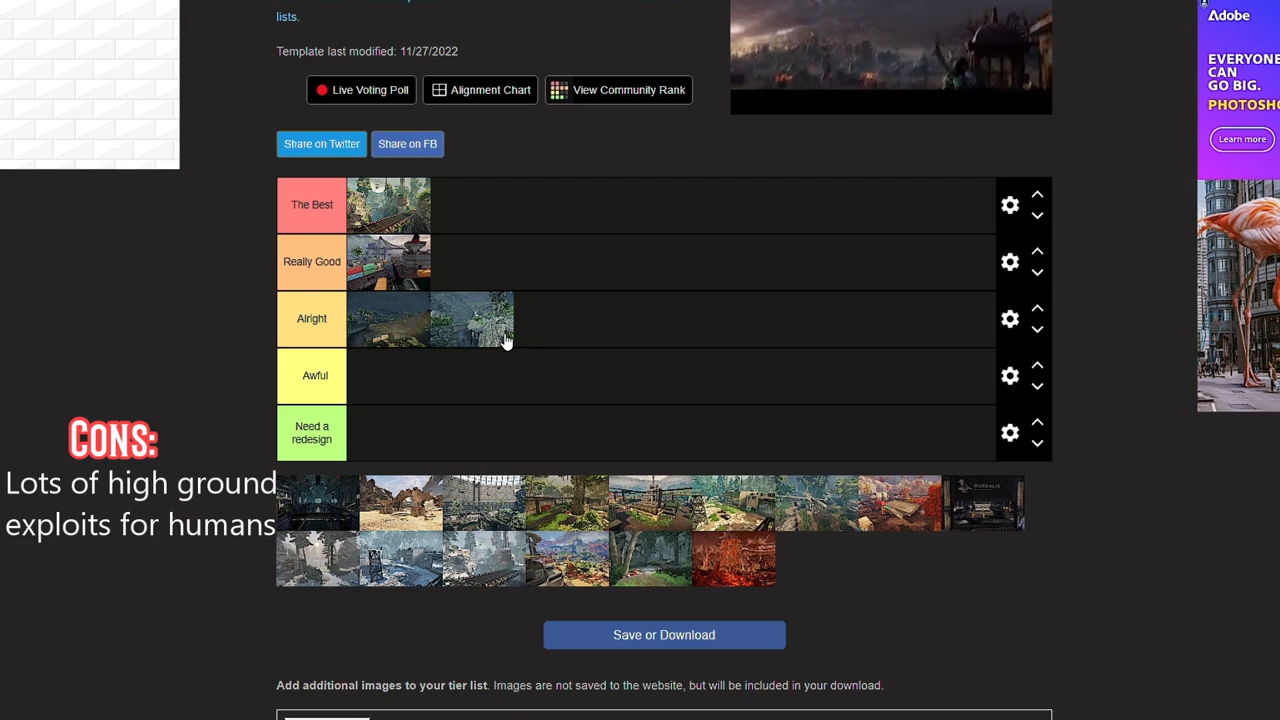 lists.
Template last modified: 11/27/2022
Live Voting Poll
Alignment Chart
View Community Rank
Share on Twitter
Share on FB
The Best
Really Good
Alright
Awful
Need a
redesign
CONS:
Lots of high ground
exploits for humans
BOREALIS
Save or Download
Add additional images to your tier list. Images are not saved to the website, but will be included in your download.
Adobe
EVERYONE
CAN
GO BIG.
PHOTOSHO
Learn more